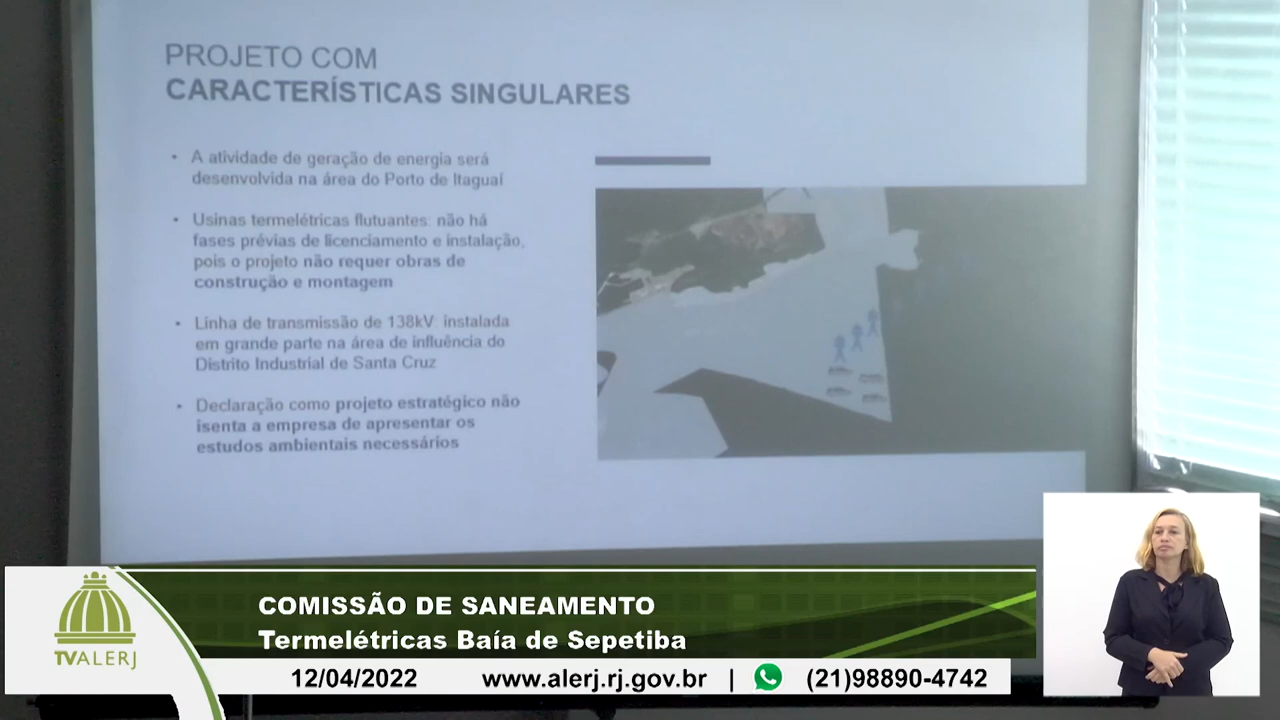 PROJETO COM
CARACTERÍSTICAS SINGULARES
• A atividade de geração de energia será
desenvolvida na área do Porto de Itaguaí
• Usinas termelétricas flutuantes: não há
fases prévias de licenciamento e instalação,
pois o projeto não requer obras de
construção e montagem
• Linha de transmissão de 138kV: instalada
em grande parte na área de influência do
Distrito Industrial de Santa Cruz
• Declaração como projeto estratégico não
isenta a empresa de apresentar os
estudos ambientais necessários
COMISSÃO DE SANEAMENTO
Termelétricas Baía de Sepetiba
TVALERJ
12/04/2022 www.alerj.rj.gov.br | (21)98890-4742